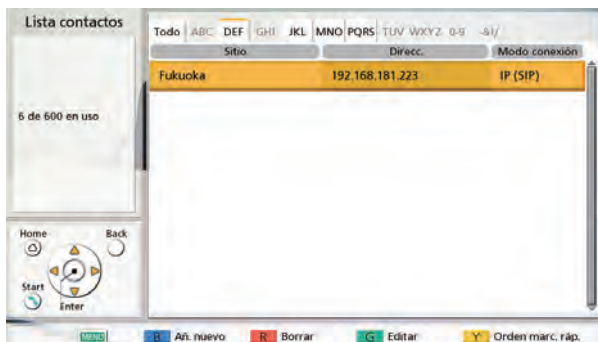 Lista contactos
Todo ABC DEF GHI JKL MNO PQRS TUV WXYZ 0-9 -&!/
Sitio Direcc. Modo conexión
Fukuoka 192.168.181.223 IP (SIP)
6 de 600 en uso
Home Back
Start
Enter
MENU B Añ. nuevo R Borrar G Editar Y Orden marc. ráp.